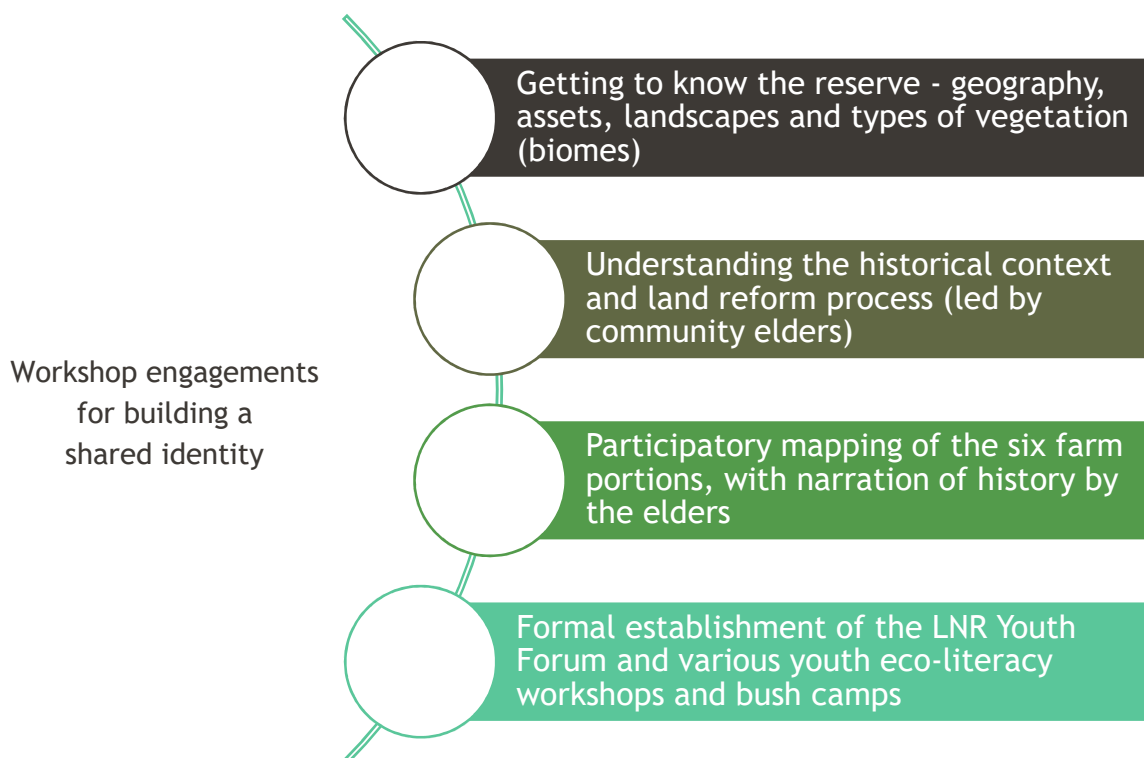 Workshop engagements
for building a
shared identity
Getting to know the reserve - geography,
assets, landscapes and types of vegetation
(biomes)
Understanding the historical context
and land reform process (led by
community elders)
Participatory mapping of the six farm
portions, with narration of history by
the elders
Formal establishment of the LNR Youth
Forum and various youth eco-literacy
workshops and bush camps